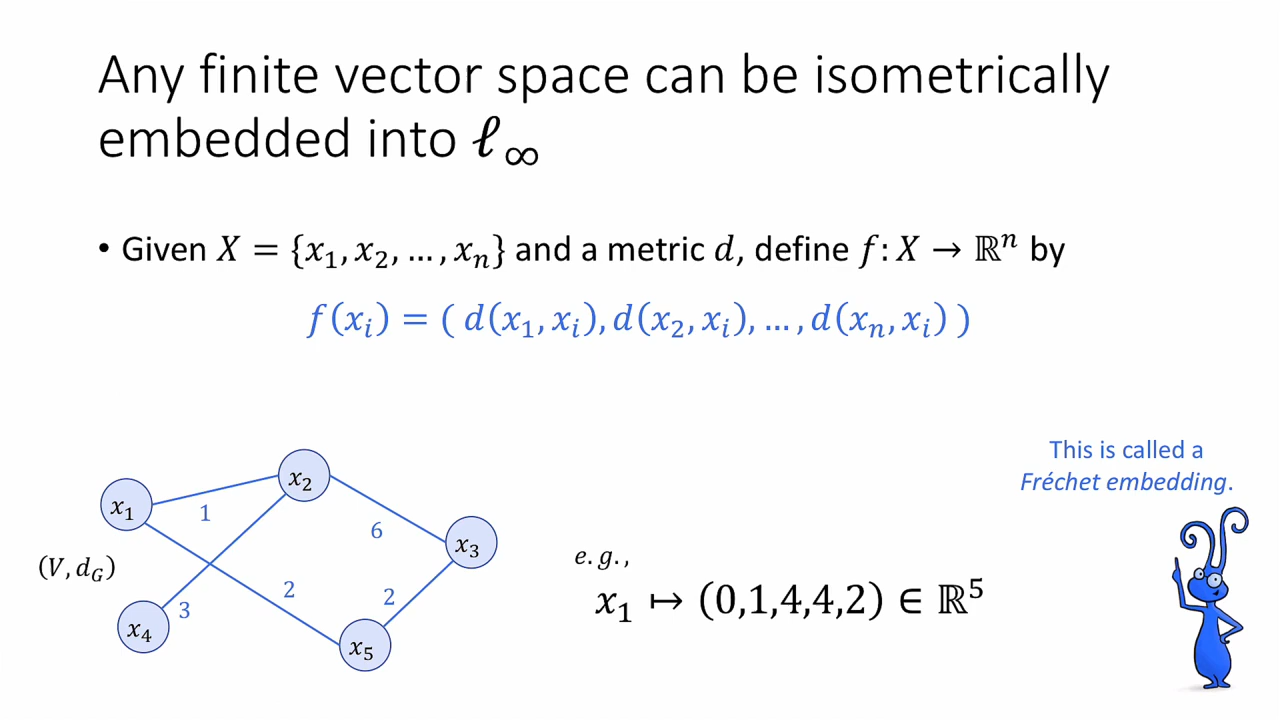 Any finite vector space can be isometrically
embedded into ℓ∞
• Given X = {x₁, x₂, …, xₙ} and a metric d, define f: X → ℝⁿ by
f(xᵢ) = ( d(x₁, xᵢ), d(x₂, xᵢ), … , d(xₙ, xᵢ) )
This is called a
Fréchet embedding.
x₁
x₂
x₃
x₄
x₅
1
6
2
2
3
(V, d_G)
e.g.,
x₁ ↦ (0,1,4,4,2) ∈ ℝ⁵